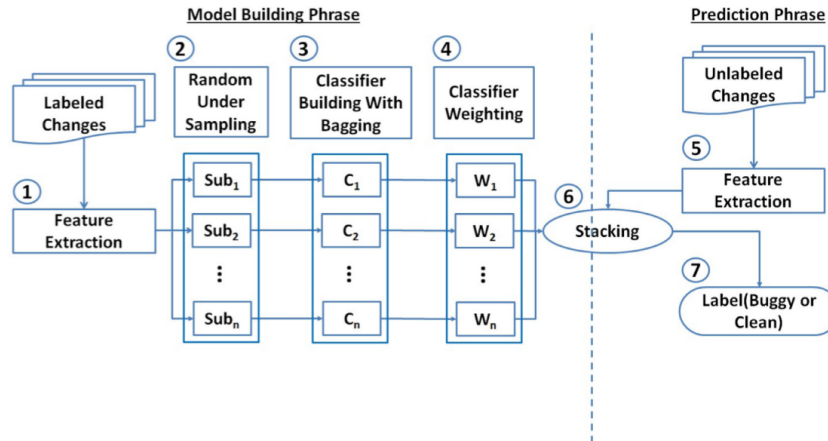 Model Building Phrase
Prediction Phrase
2
3
4
Labeled
Changes
Random
Under
Sampling
Classifier
Building With
Bagging
Classifier
Weighting
Unlabeled
Changes
1
Feature
Extraction
Sub₁
C₁
W₁
Sub₂
C₂
W₂
⋮
⋮
⋮
Subₙ
Cₙ
Wₙ
5
Feature
Extraction
6
Stacking
7
Label(Buggy or
Clean)